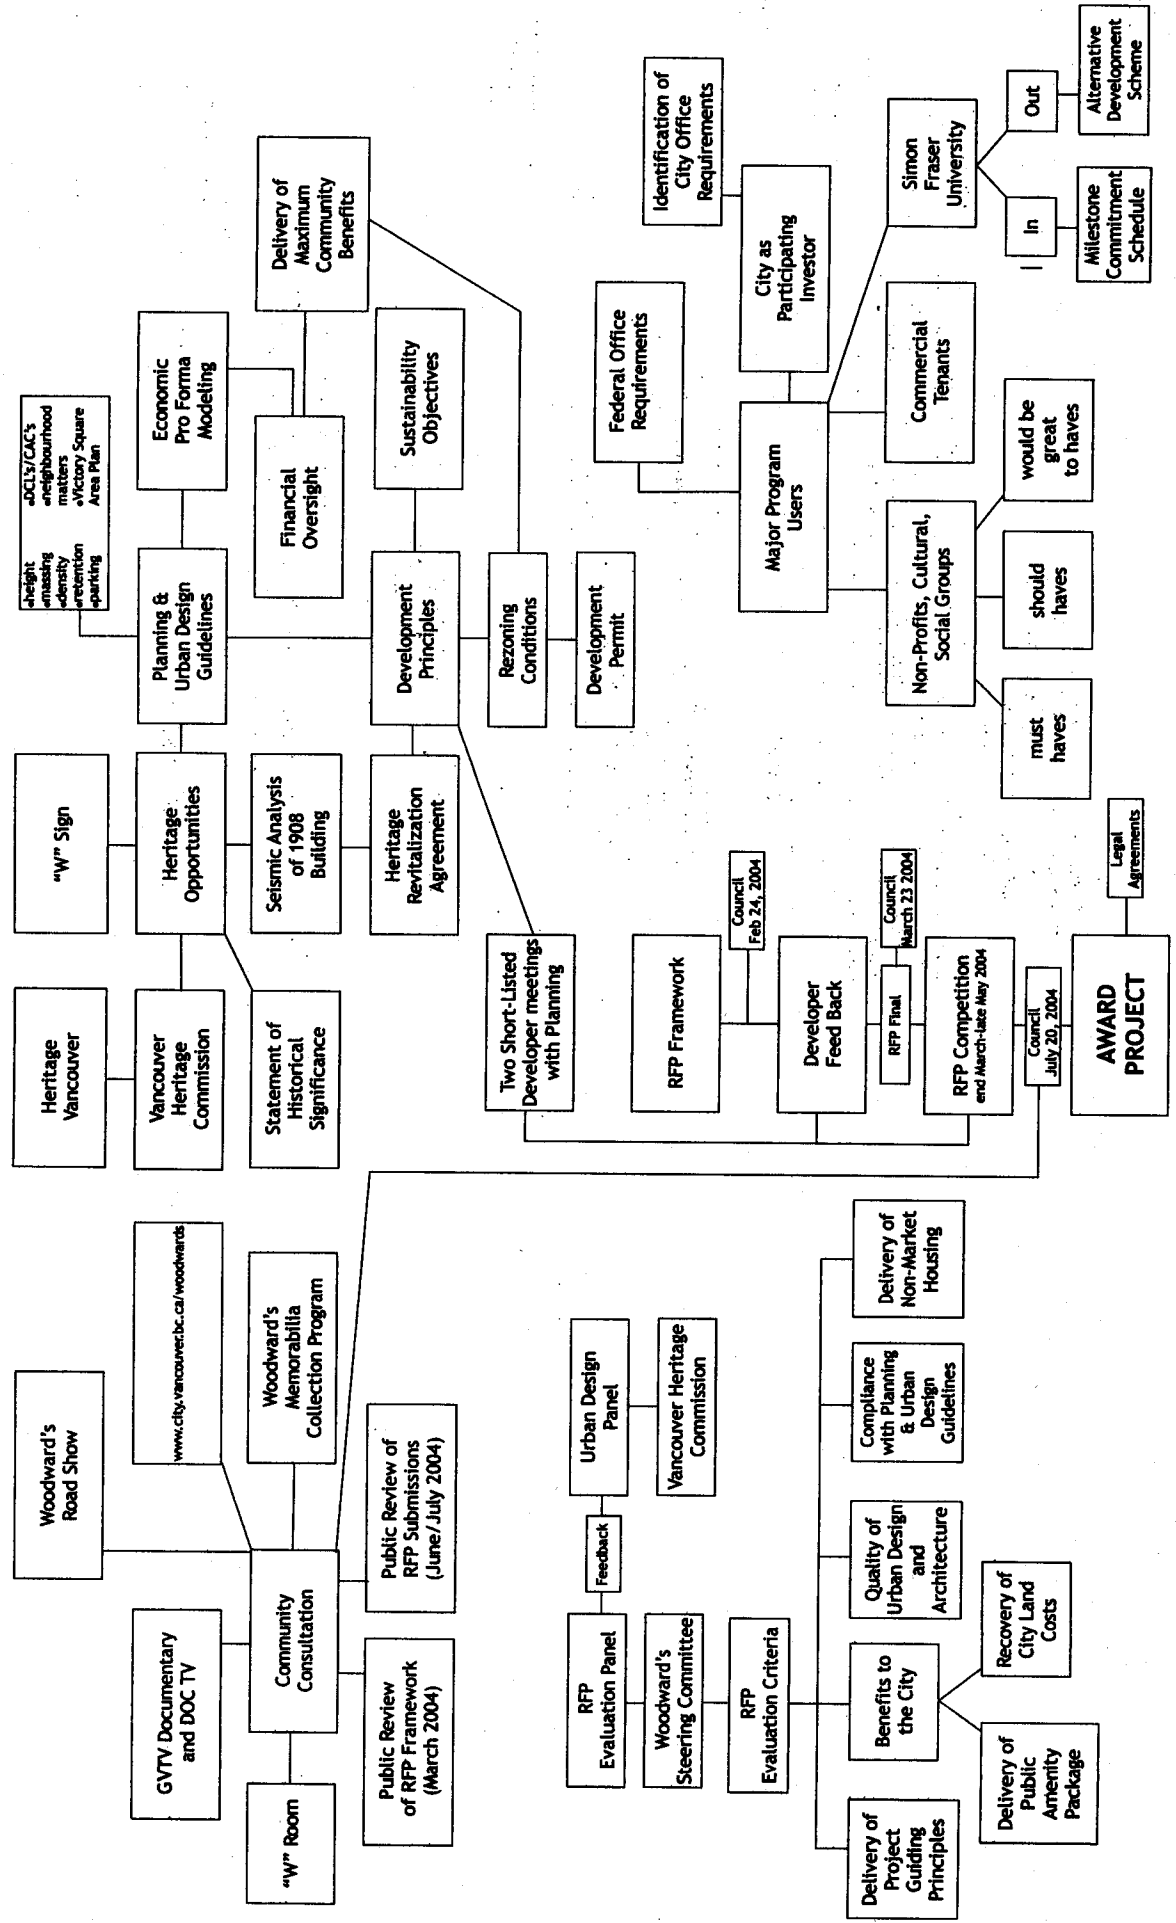 Woodward's
Road Show
GVTV Documentary
and DOC TV
www.city.vancouver.bc.ca/woodwards
"W" Room
Community
Consultation
Woodward's
Memorabilia
Collection Program
Public Review
of RFP Framework
(March 2004)
Public Review of
RFP Submissions
(June/July 2004)
Heritage
Vancouver
"W" Sign
•height
•massing
•density
•retention
•parking
•DCL's/CAC's
•neighbourhood
matters
•Victory Square
Area Plan
Vancouver
Heritage
Commission
Heritage
Opportunities
Planning &
Urban Design
Guidelines
Economic
Pro Forma
Modeling
Statement of
Historical
Significance
Seismic Analysis
of 1908
Building
Financial
Oversight
Delivery of
Maximum
Community
Benefits
Heritage
Revitalization
Agreement
Development
Principles
Sustainability
Objectives
Two Short-Listed
Developer meetings
with Planning
Rezoning
Conditions
Development
Permit
RFP
Evaluation Panel
Feedback
Urban Design
Panel
Woodward's
Steering Committee
Vancouver Heritage
Commission
RFP
Evaluation Criteria
Delivery of
Project
Guiding
Principles
Benefits to
the City
Quality of
Urban Design
and
Architecture
Compliance
with Planning
& Urban
Design
Guidelines
Delivery of
Non-Market
Housing
Delivery of
Public
Amenity
Package
Recovery of
City Land
Costs
RFP Framework
Council
Feb 24, 2004
Developer
Feed Back
RFP Final
Council
March 23 2004
RFP Competition
end March-late May 2004
Council
July 20, 2004
AWARD
PROJECT
Legal
Agreements
Federal Office
Requirements
Identification of
City Office
Requirements
Major Program
Users
City as
Participating
Investor
Non-Profits, Cultural,
Social Groups
Commercial
Tenants
Simon
Fraser
University
must
haves
should
haves
would be
great
to haves
In
Out
Milestone
Commitment
Schedule
Alternative
Development
Scheme